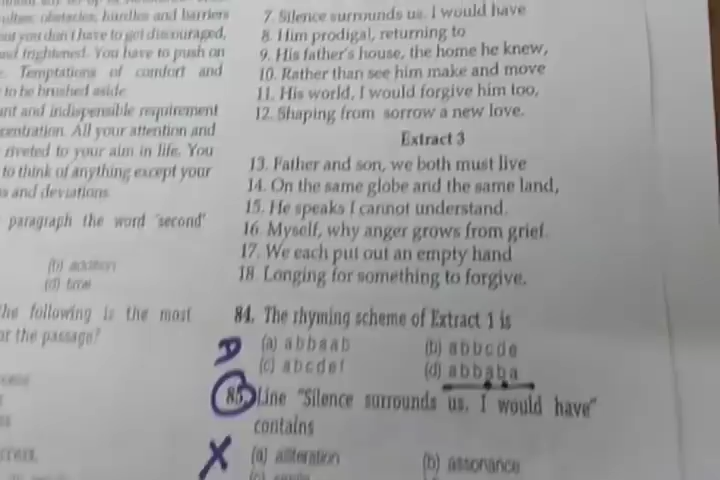 obstacles, hurdles and barriers
but you don't have to get discouraged,
and frightened. You have to push on
Temptations of comfort and
to be brushed aside
and indispensible requirement
All your attention and
riveted to your aim in life. You
to think of anything except your
and deviations.
paragraph the word 'second'
(b) addition
(d) time
The following is the most
the passage?
7. Silence surrounds us. I would have
8. Him prodigal, returning to
9. His father's house, the home he knew,
10. Rather than see him make and move
11. His world, I would forgive him too,
12. Shaping from sorrow a new love.
Extract 3
13. Father and son, we both must live
14. On the same globe and the same land,
15. He speaks I cannot understand.
16. Myself, why anger grows from grief.
17. We each put out an empty hand
18. Longing for something to forgive.
84. The rhyming scheme of Extract 1 is
(a) a b b a a b (b) a b b c d e
(c) a b c d e f (d) a b b a b a
85. Line "Silence surrounds us. I would have"
contains
(a) alliteration (b) assonance